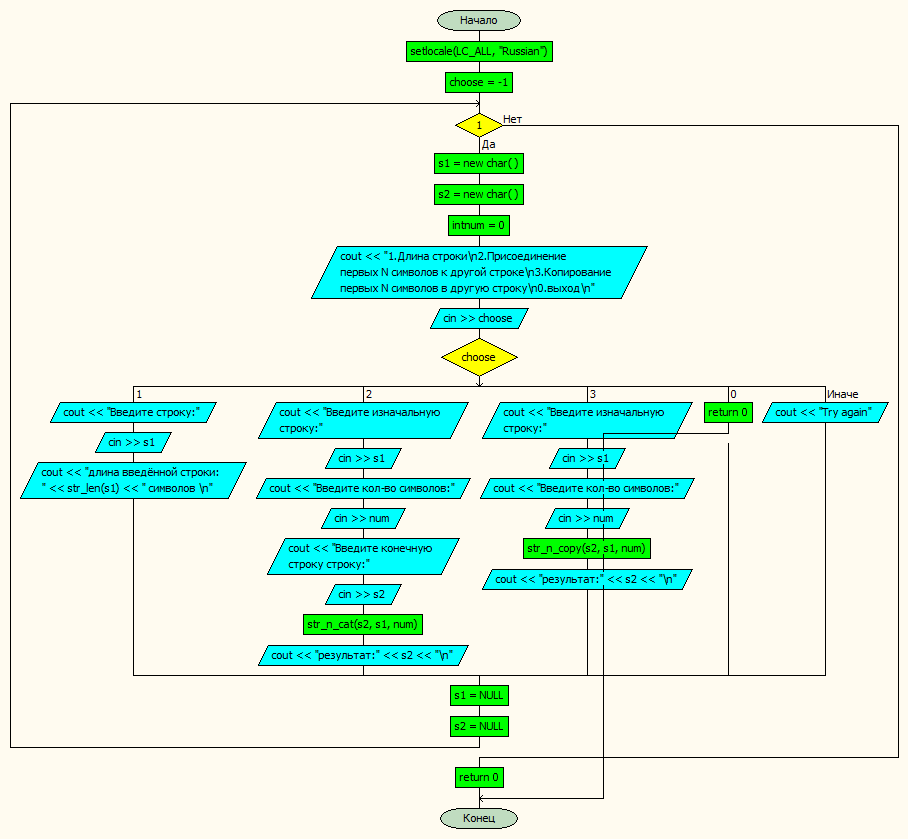 Начало
setlocale(LC_ALL, "Russian")
choose = -1
1
Нет
Да
s1 = new char( )
s2 = new char( )
intnum = 0
cout << "1.Длина строки\n2.Присоединение
первых N символов к другой строке\n3.Копирование
первых N символов в другую строку\n0.выход\n"
cin >> choose
choose
1
cout << "Введите строку:"
cin >> s1
cout << "длина введённой строки:
" << str_len(s1) << " символов \n"
2
cout << "Введите изначальную
строку:"
cin >> s1
cout << "Введите кол-во символов:"
cin >> num
cout << "Введите конечную
строку строку:"
cin >> s2
str_n_cat(s2, s1, num)
cout << "результат:" << s2 << "\n"
3
cout << "Введите изначальную
строку:"
cin >> s1
cout << "Введите кол-во символов:"
cin >> num
str_n_copy(s2, s1, num)
cout << "результат:" << s2 << "\n"
0
return 0
Иначе
cout << "Try again"
s1 = NULL
s2 = NULL
return 0
Конец